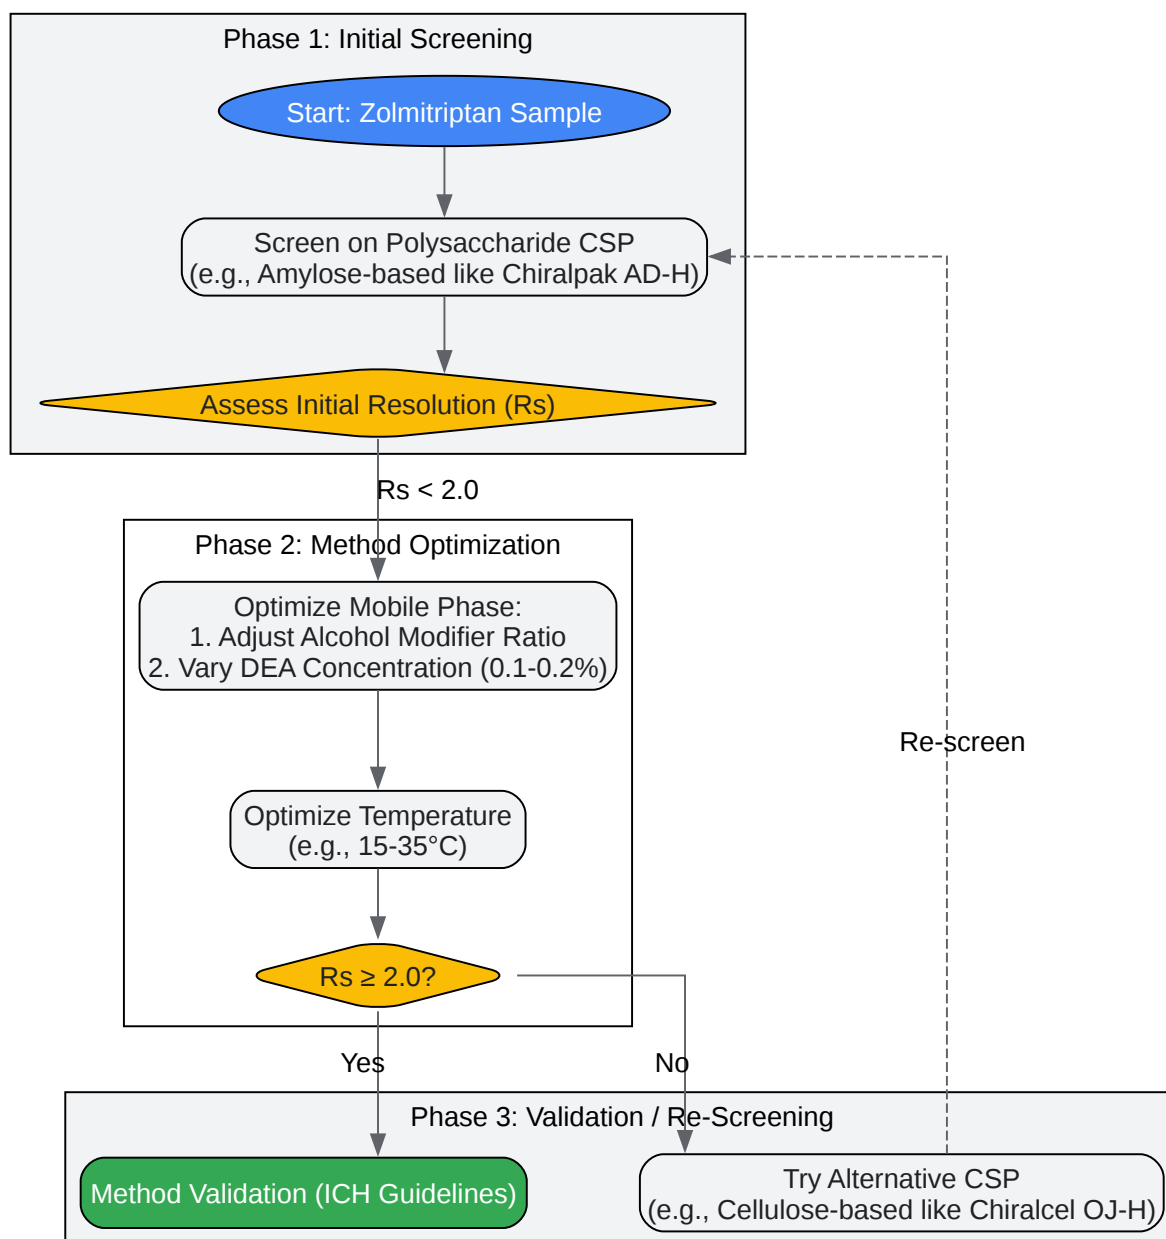 Phase 1: Initial Screening
Start: Zolmitriptan Sample
Screen on Polysaccharide CSP
(e.g., Amylose-based like Chiralpak AD-H)
Assess Initial Resolution (Rs)
Rs < 2.0
Phase 2: Method Optimization
Optimize Mobile Phase:
1. Adjust Alcohol Modifier Ratio
2. Vary DEA Concentration (0.1-0.2%)
Re-screen
Optimize Temperature
(e.g., 15-35°C)
Rs ≥ 2.0?
Yes
No
Phase 3: Validation / Re-Screening
Method Validation (ICH Guidelines)
Try Alternative CSP
(e.g., Cellulose-based like Chiralcel OJ-H)